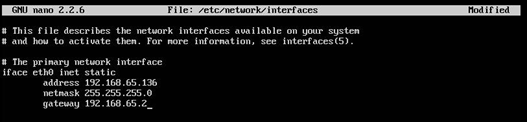 GNU nano 2.2.6 File: /etc/network/interfaces Modified
# This file describes the network interfaces available on your system
# and how to activate them. For more information, see interfaces(5).
# The primary network interface
iface eth0 inet static
address 192.168.65.136
netmask 255.255.255.0
gateway 192.168.65.2_